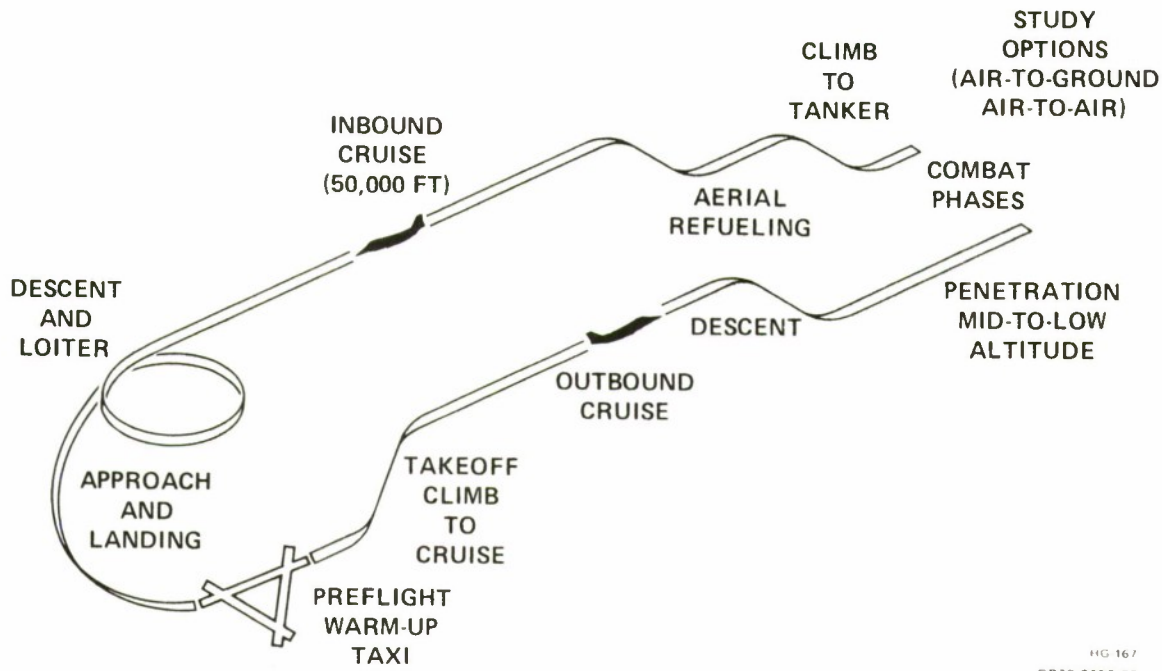 STUDY
OPTIONS
(AIR-TO-GROUND
AIR-TO-AIR)
CLIMB
TO
TANKER
INBOUND
CRUISE
(50,000 FT)
COMBAT
PHASES
AERIAL
REFUELING
DESCENT
AND
LOITER
PENETRATION
MID-TO-LOW
ALTITUDE
DESCENT
OUTBOUND
CRUISE
TAKEOFF
CLIMB
TO
CRUISE
APPROACH
AND
LANDING
PREFLIGHT
WARM-UP
TAXI
HG 167